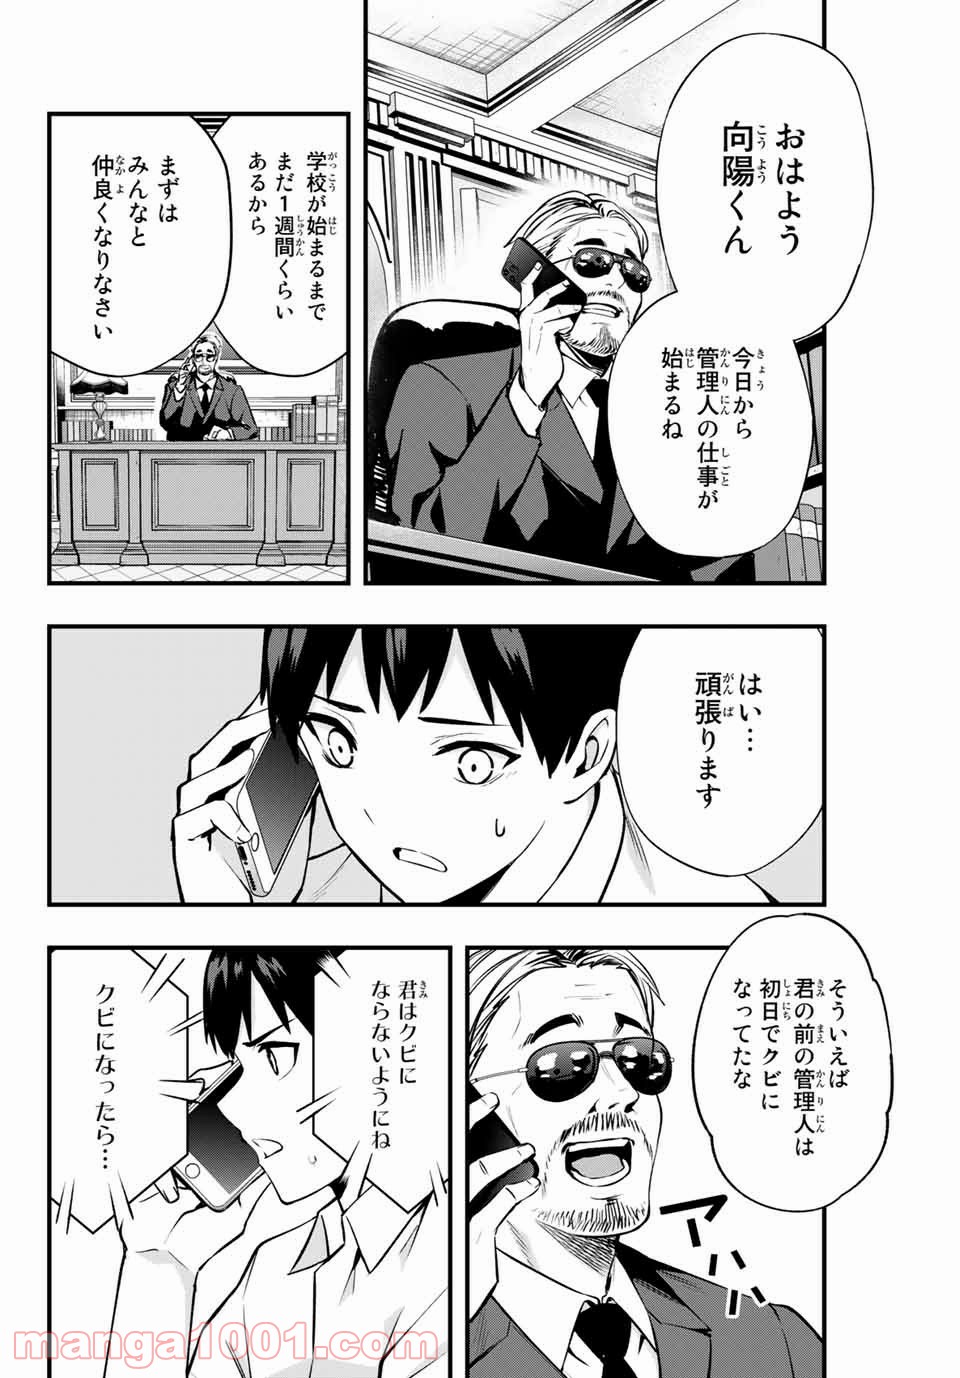 おはよう
向陽くん
今日から
管理人の仕事が
始まるね
学校が始まるまで
まだ1週間くらい
あるから
まずは
みんなと
仲良くなりなさい
はい…
頑張ります
そういえば
君の前の管理人は
初日でクビに
なってたな
アハハ
君はクビに
ならないようにね
クビになったら…
manga1001.com